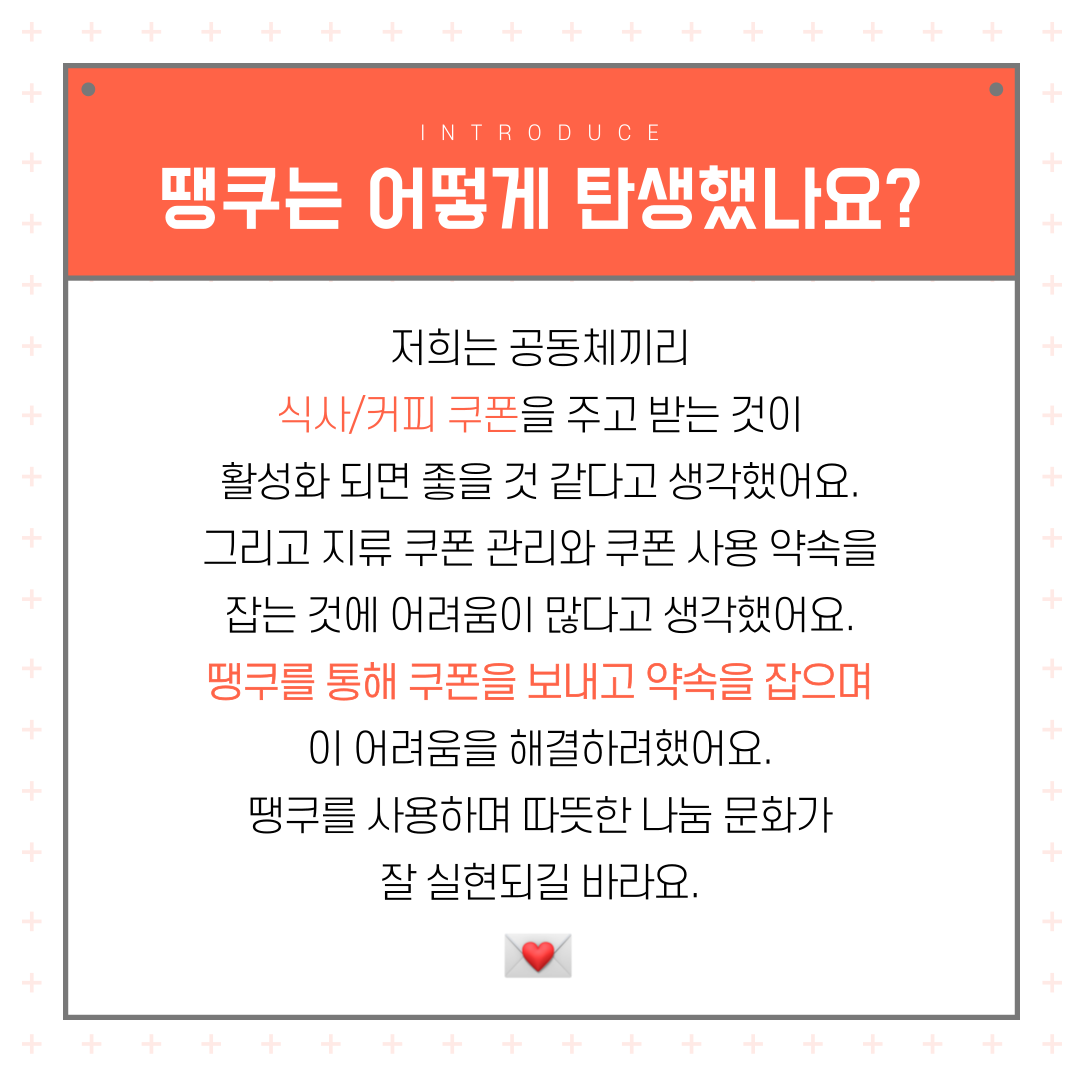 INTRODUCE
땡쿠는 어떻게 탄생했나요?
저희는 공동체끼리
식사/커피 쿠폰을 주고 받는 것이
활성화 되면 좋을 것 같다고 생각했어요.
그리고 지류 쿠폰 관리와 쿠폰 사용 약속을
잡는 것에 어려움이 많다고 생각했어요.
땡쿠를 통해 쿠폰을 보내고 약속을 잡으며
이 어려움을 해결하려했어요.
땡쿠를 사용하며 따뜻한 나눔 문화가
잘 실현되길 바라요.